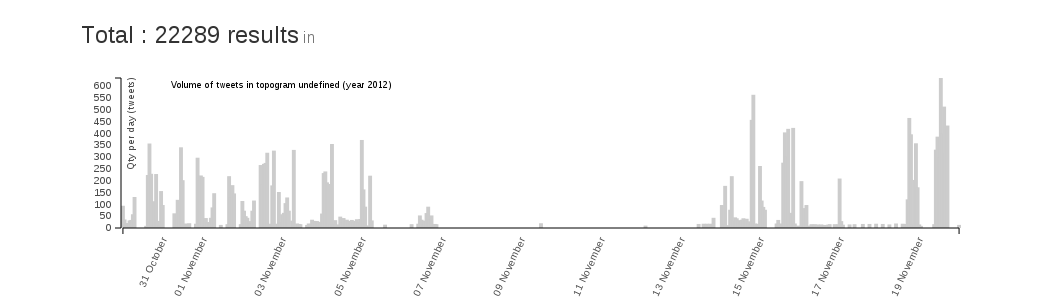 Total : 22289 results in
Volume of tweets in topogram undefined (year 2012)
Qty per day (tweets)
600
550
500
450
400
350
300
250
200
150
100
50
0
31 October
01 November
03 November
05 November
07 November
09 November
11 November
13 November
15 November
17 November
19 November